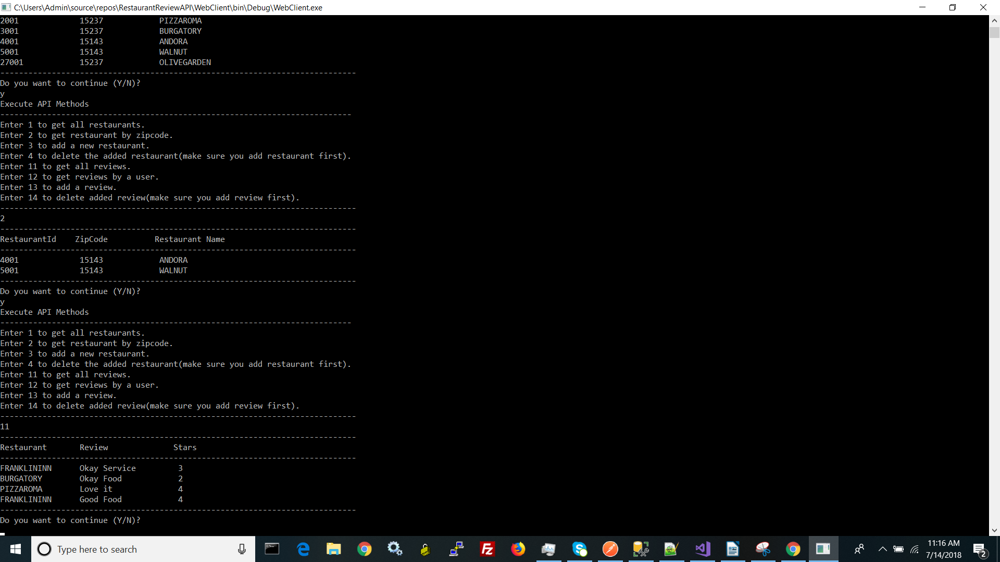 C:\Users\Admin\source\repos\RestaurantReviewAPI\WebClient\bin\Debug\WebClient.exe
2001 15237 PIZZAROMA
3001 15237 BURGATORY
4001 15143 ANDORA
5001 15143 WALNUT
27001 15237 OLIVEGARDEN
----------------------------------------------------------------------------
Do you want to continue (Y/N)?
y
Execute API Methods
---------------------------------------------------------------------------
Enter 1 to get all restaurants.
Enter 2 to get restaurant by zipcode.
Enter 3 to add a new restaurant.
Enter 4 to delete the added restaurant(make sure you add restaurant first).
Enter 11 to get all reviews.
Enter 12 to get reviews by a user.
Enter 13 to add a review.
Enter 14 to delete added review(make sure you add review first).
----------------------------------------------------------------------------
2
----------------------------------------------------------------------------
RestaurantId ZipCode Restaurant Name
----------------------------------------------------------------------------
4001 15143 ANDORA
5001 15143 WALNUT
----------------------------------------------------------------------------
Do you want to continue (Y/N)?
y
Execute API Methods
---------------------------------------------------------------------------
Enter 1 to get all restaurants.
Enter 2 to get restaurant by zipcode.
Enter 3 to add a new restaurant.
Enter 4 to delete the added restaurant(make sure you add restaurant first).
Enter 11 to get all reviews.
Enter 12 to get reviews by a user.
Enter 13 to add a review.
Enter 14 to delete added review(make sure you add review first).
----------------------------------------------------------------------------
11
----------------------------------------------------------------------------
Restaurant Review Stars
----------------------------------------------------------------------------
FRANKLININN Okay Service 3
BURGATORY Okay Food 2
PIZZAROMA Love it 4
FRANKLININN Good Food 4
----------------------------------------------------------------------------
Do you want to continue (Y/N)?
Type here to search
Fz
11:16 AM
7/14/2018
2